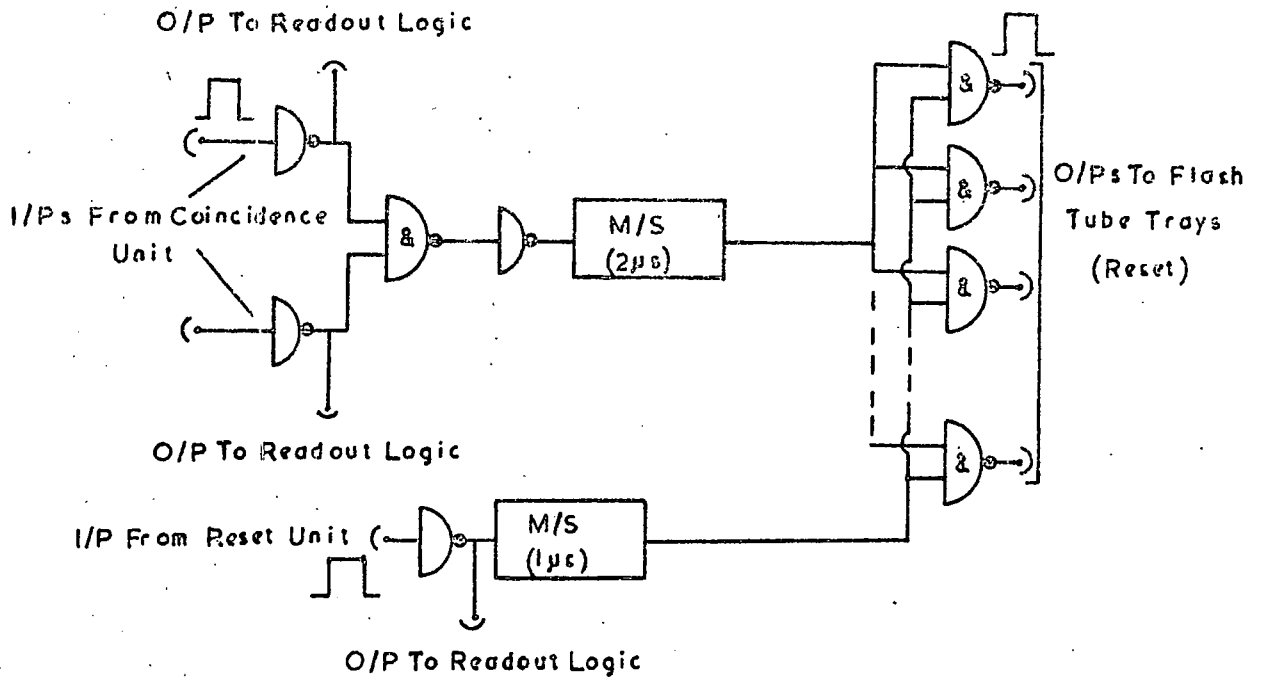 O/P To Readout Logic
I/Ps From Coincidence
Unit
&
M/S
(2μs)
&
&
&
&
O/Ps To Flash
Tube Trays
(Reset)
O/P To Readout Logic
I/P From Reset Unit
M/S
(1μs)
O/P To Readout Logic